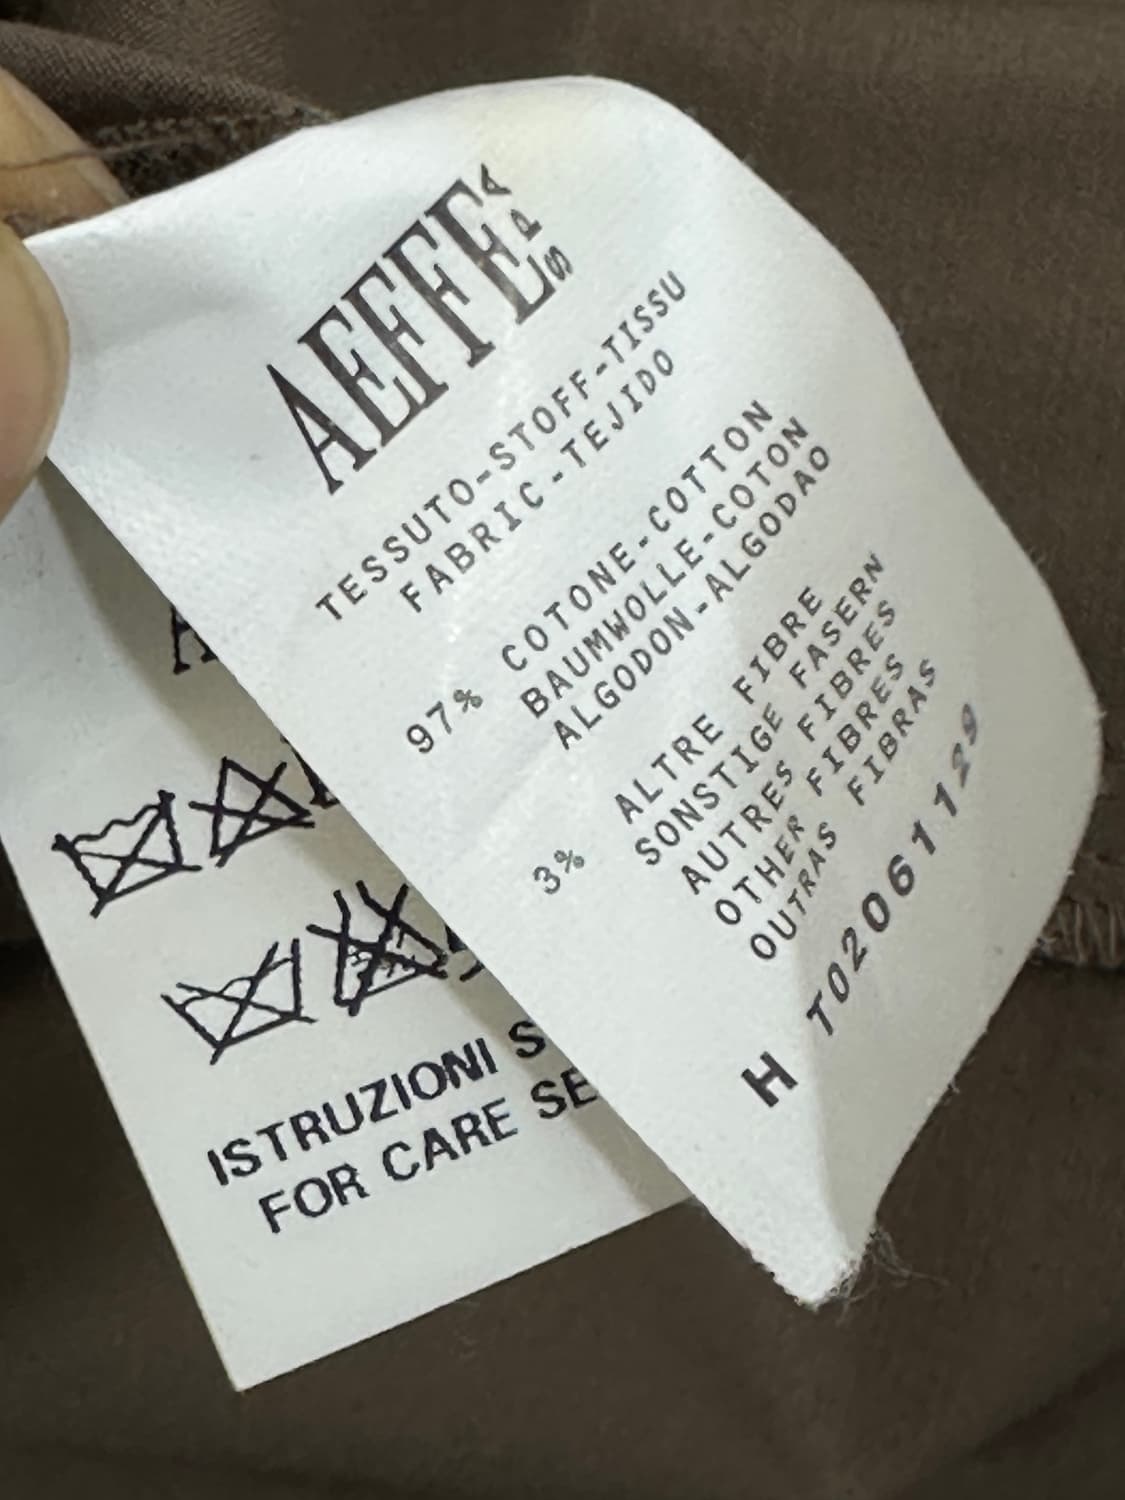 AEFFE SPA
TESSUTO-STOFF-TISSU
FABRIC-TEJIDO
97% COTONE-COTTON
BAUMWOLLE-COTON
ALGODON-ALGODAO
3% ALTRE FIBRE
SONSTIGE FASERN
AUTRES FIBRES
OTHER FIBRES
OUTRAS FIBRAS
H T02061129
ISTRUZIONI
FOR CARE